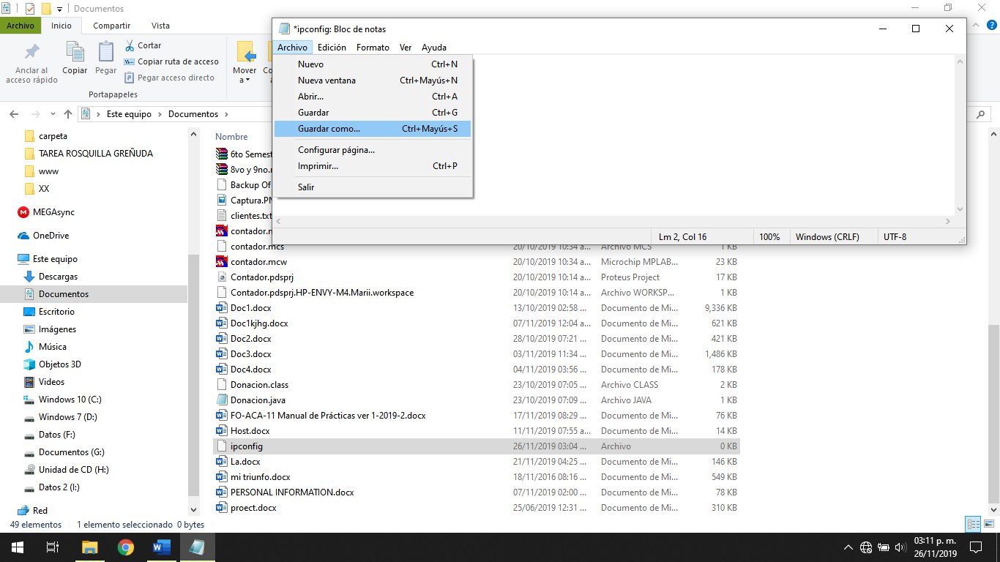 Documentos
Archivo Inicio Compartir Vista
Anclar al acceso rápido
Copiar
Pegar
Cortar
Copiar ruta de acceso
Pegar acceso directo
Mover a
Portapapeles
Este equipo > Documentos >
*ipconfig: Bloc de notas
Archivo Edición Formato Ver Ayuda
Nuevo Ctrl+N
Nueva ventana Ctrl+Mayús+N
Abrir... Ctrl+A
Guardar Ctrl+G
Guardar como... Ctrl+Mayús+S
Configurar página...
Imprimir... Ctrl+P
Salir
Lm 2, Col 16 100% Windows (CRLF) UTF-8
carpeta
TAREA ROSQUILLA GREÑUDA
www
XX
MEGAsync
OneDrive
Este equipo
Descargas
Documentos
Escritorio
Imágenes
Música
Objetos 3D
Videos
Windows 10 (C:)
Windows 7 (D:)
Datos (F:)
Documentos (G:)
Unidad de CD (H:)
Datos 2 (I:)
Red
Nombre
6to Semest
8vo y 9no.r
Backup Of
Captura.PN
clientes.txt
contador.m
contador.mcs 20/10/2019 10:34 a... Archivo MCS 1 KB
contador.mcw 20/10/2019 10:34 a... Microchip MPLAB... 23 KB
Contador.pdsprj 20/10/2019 10:14 a... Proteus Project 17 KB
Contador.pdsprj.HP-ENVY-M4.Marii.workspace 20/10/2019 10:14 a... Archivo WORKSP... 1 KB
Doc1.docx 13/10/2019 02:58 ... Documento de Mi... 9,336 KB
Doc1kjhg.docx 07/11/2019 12:04 a... Documento de Mi... 621 KB
Doc2.docx 28/10/2019 07:21 ... Documento de Mi... 421 KB
Doc3.docx 03/11/2019 11:34 ... Documento de Mi... 1,486 KB
Doc4.docx 04/11/2019 03:56 ... Documento de Mi... 178 KB
Donacion.class 23/10/2019 07:05 ... Archivo CLASS 2 KB
Donacion.java 23/10/2019 07:09 ... Archivo JAVA 1 KB
FO-ACA-11 Manual de Prácticas ver 1-2019-2.docx 17/11/2019 08:29 ... Documento de Mi... 76 KB
Host.docx 11/11/2019 07:55 a... Documento de Mi... 14 KB
ipconfig 26/11/2019 03:04 ... Archivo 0 KB
La.docx 21/11/2019 04:25 ... Documento de Mi... 146 KB
mi triunfo.docx 18/11/2016 08:16 ... Documento de Mi... 549 KB
PERSONAL INFORMATION.docx 07/11/2019 02:00 ... Documento de Mi... 78 KB
proect.docx 25/06/2019 12:31 ... Documento de Mi... 310 KB
49 elementos 1 elemento seleccionado 0 bytes
03:11 p. m.
26/11/2019